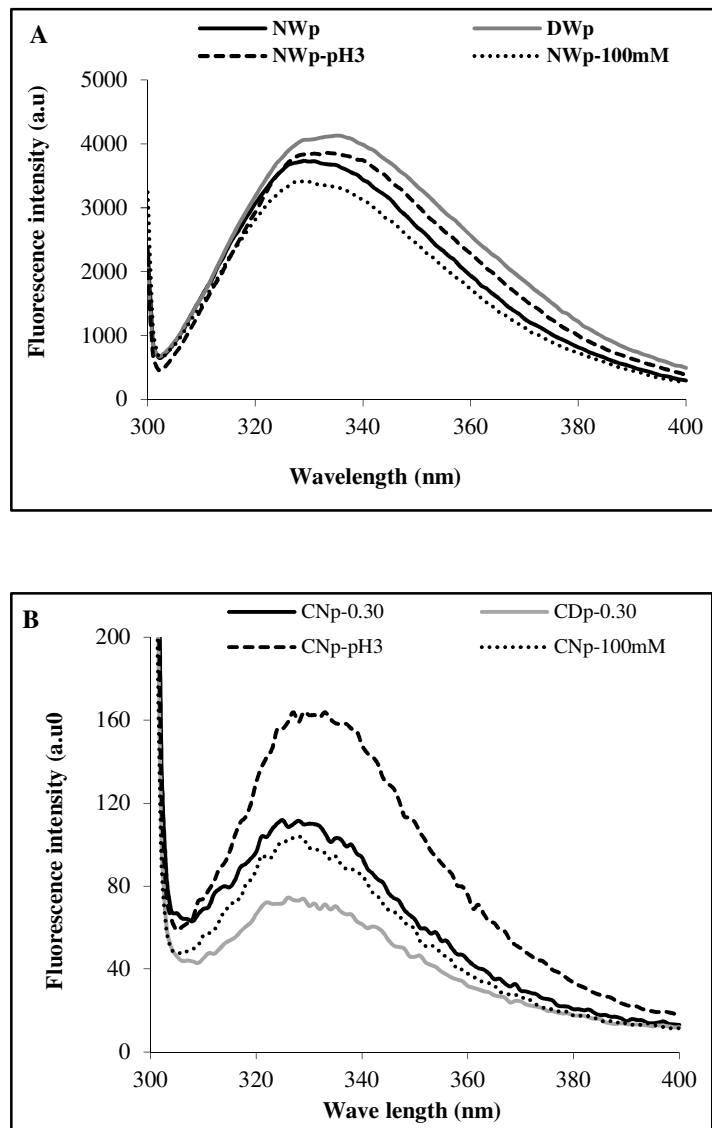 A
NWp DWp
NWp-pH3 NWp-100mM
5000
4000
3000
2000
1000
0
Fluorescence intensity (a.u)
300 320 340 360 380 400
Wavelength (nm)
B
CNp-0.30 CDp-0.30
CNp-pH3 CNp-100mM
200
160
120
80
40
0
Fluorescence intensity (a.u0
300 320 340 360 380 400
Wave length (nm)